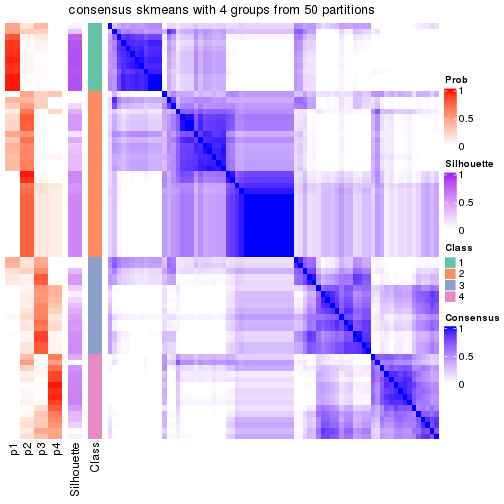 consensus skmeans with 4 groups from 50 partitions
p1
p2
p3
p4
Silhouette
Class
Prob
1
0.5
0
Silhouette
1
0.5
0
Class
1
2
3
4
Consensus
1
0.5
0